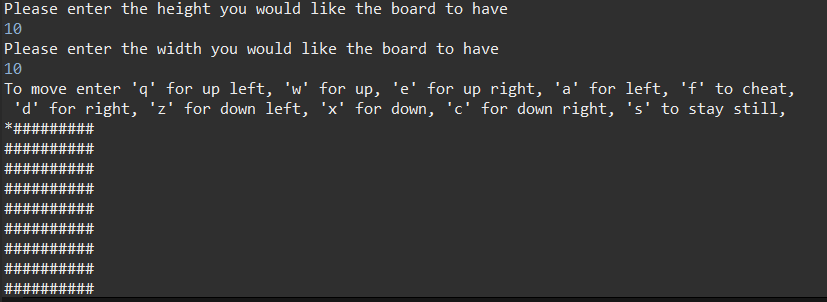 Please enter the height you would like the board to have
10
Please enter the width you would like the board to have
10
To move enter 'q' for up left, 'w' for up, 'e' for up right, 'a' for left, 'f' to cheat,
 'd' for right, 'z' for down left, 'x' for down, 'c' for down right, 's' to stay still,
*#########
##########
##########
##########
##########
##########
##########
##########
##########